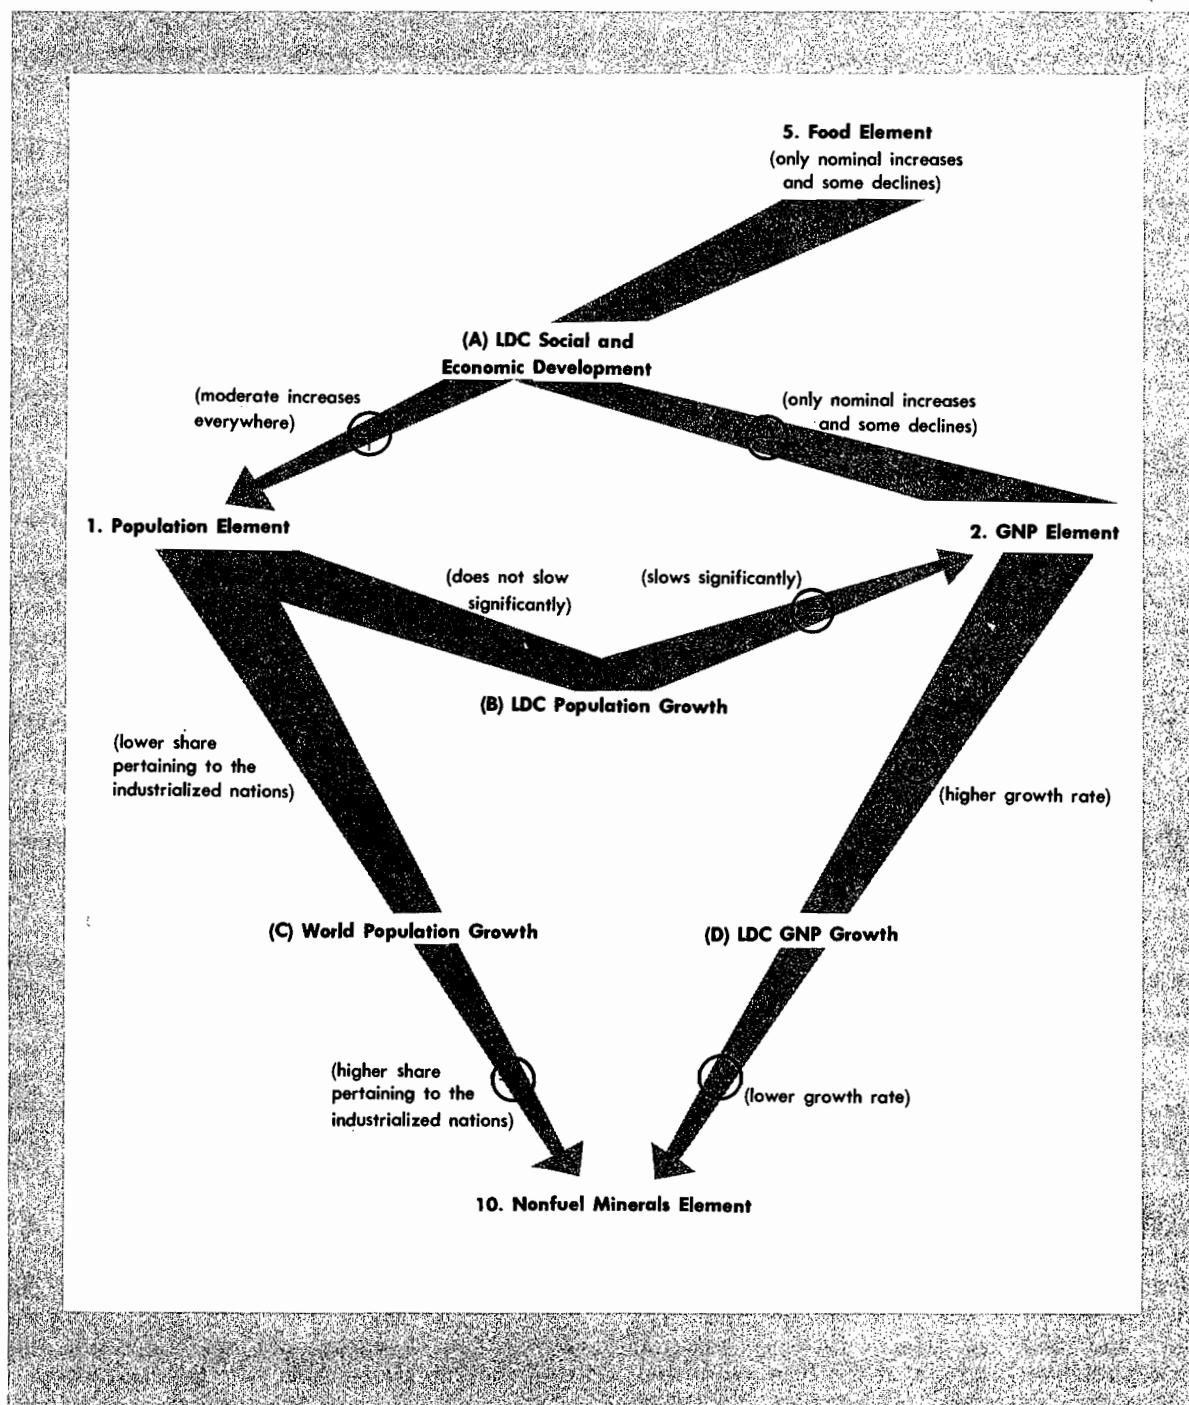 5. Food Element
(only nominal increases
and some declines)
(A) LDC Social and
Economic Development
(moderate increases
everywhere)
(only nominal increases
and some declines)
1. Population Element
2. GNP Element
(does not slow
significantly)
(slows significantly)
(B) LDC Population Growth
(lower share
pertaining to the
industrialized nations)
(higher growth rate)
(C) World Population Growth
(D) LDC GNP Growth
(higher share
pertaining to the
industrialized nations)
(lower growth rate)
10. Nonfuel Minerals Element